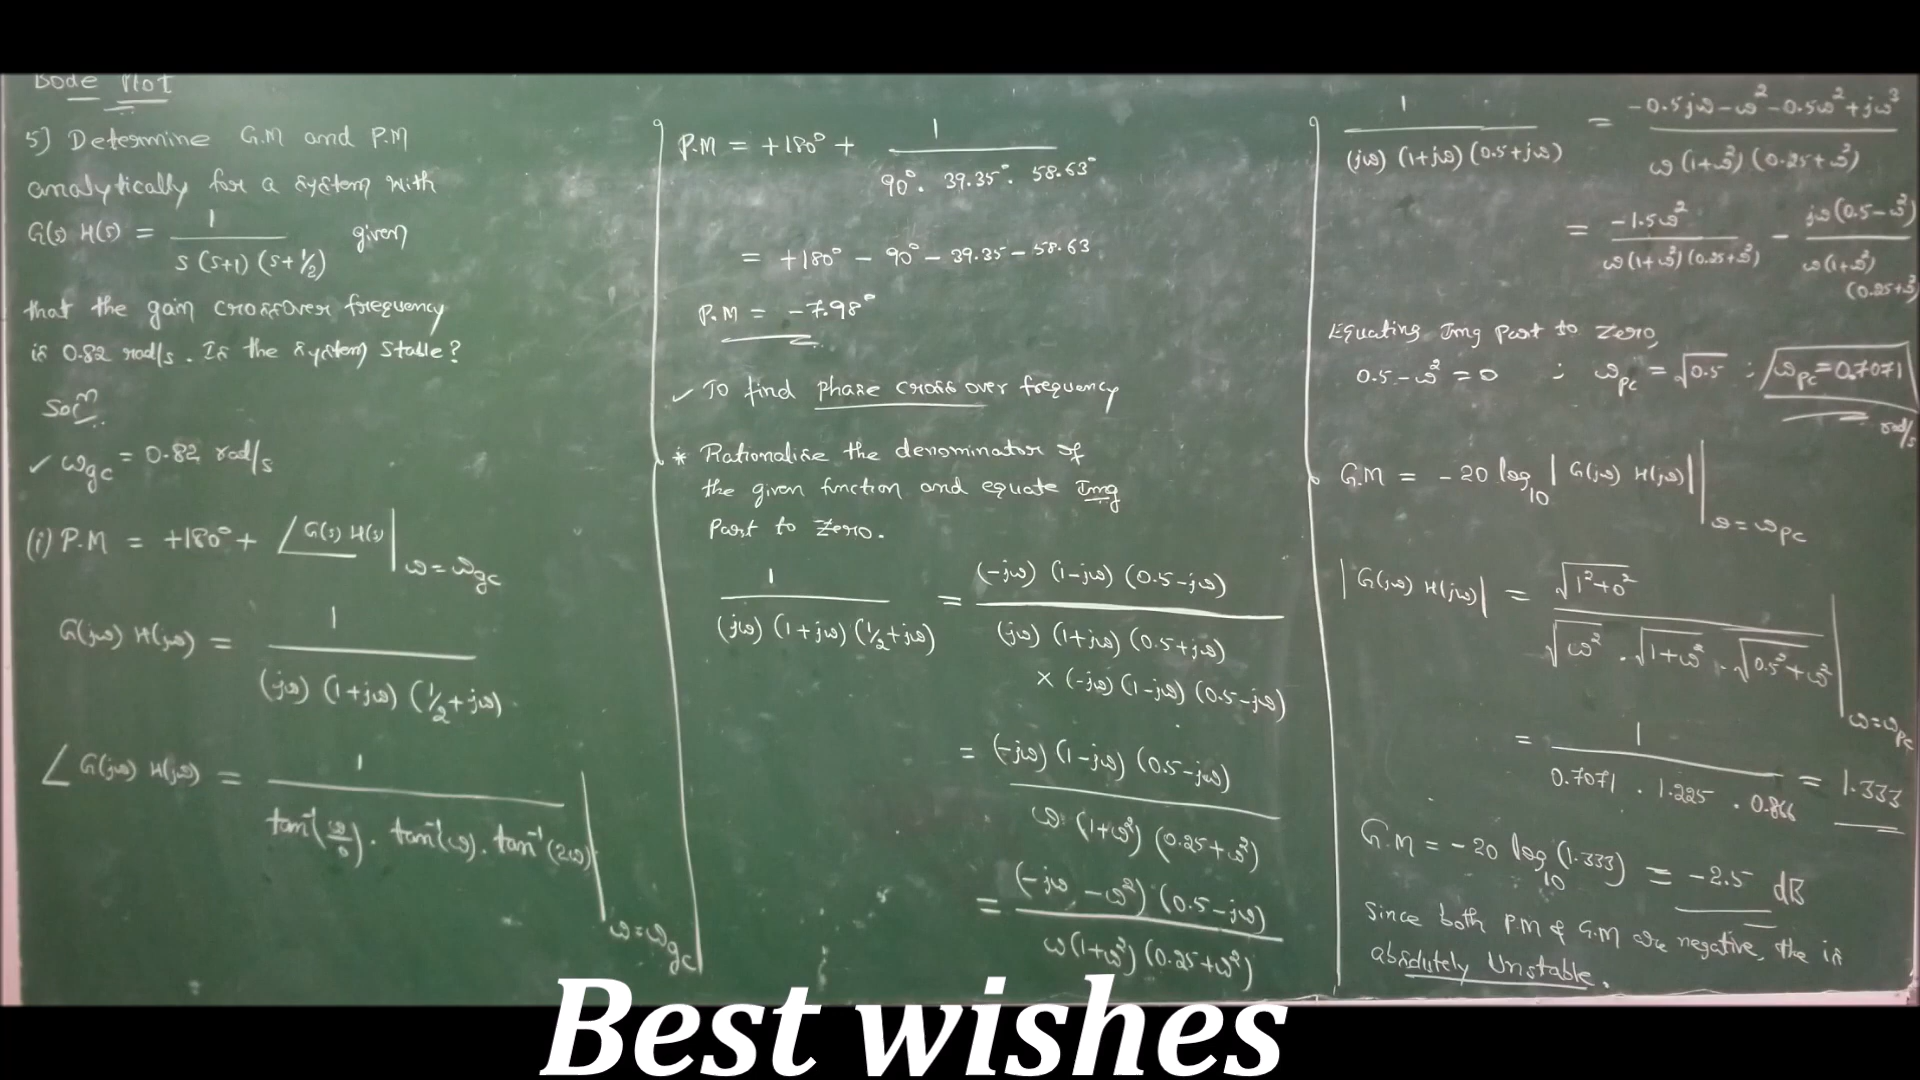 Bode Plot
5) Determine G.M and P.M
analytically for a system with
G(s) H(s) = 1 / s (s+1) (s+½) given
that the gain crossover frequency
is 0.82 rad/s. Is the system stable?
Soln
✓ ωgc = 0.82 rad/s
(i) P.M = +180° + ∠G(s) H(s)| ω = ωgc
G(jω) H(jω) = 1 / (jω) (1+jω) (½+jω)
∠G(jω) H(jω) = 1 / tan⁻¹(ω/0) . tan⁻¹(ω) . tan⁻¹(2ω) | ω = ωgc
P.M = +180° + 1 / 90° . 39.35° . 58.63°
= +180° - 90° - 39.35 - 58.63
P.M = -7.98°
✓ To find phase cross over frequency
* Rationalise the denominator of
the given function and equate Img
Part to Zero.
1 / (jω) (1+jω) (½+jω) = (-jω) (1-jω) (0.5-jω) / (jω) (1+jω) (0.5+jω)
× (-jω) (1-jω) (0.5-jω)
= (-jω) (1-jω) (0.5-jω) / ω² (1+ω²) (0.25+ω²)
= (-jω - ω²) (0.5-jω) / ω (1+ω²) (0.25+ω²)
1 / (jω) (1+jω) (0.5+jω) = -0.5jω - ω² - 0.5ω² + jω³ / ω (1+ω²) (0.25+ω²)
= -1.5ω² / ω(1+ω²) (0.25+ω²) - jω (0.5-ω²) / ω(1+ω²) (0.25+ω²)
Equating Img Part to Zero,
0.5 - ω² = 0 ; ωpc = √0.5 ; ωpc = 0.7071 rad/s
G.M = -20 log10 | G(jω) H(jω)| | ω = ωpc
|G(jω) H(jω)| = √1²+0² / √ω² . √1+ω² . √0.5²+ω² | ω = ωpc
= 1 / 0.7071 . 1.225 . 0.866 = 1.333
G.M = -20 log10 (1.333) = -2.5 dB
Since both P.M & G.M are negative, the is
absolutely Unstable.
Best wishes